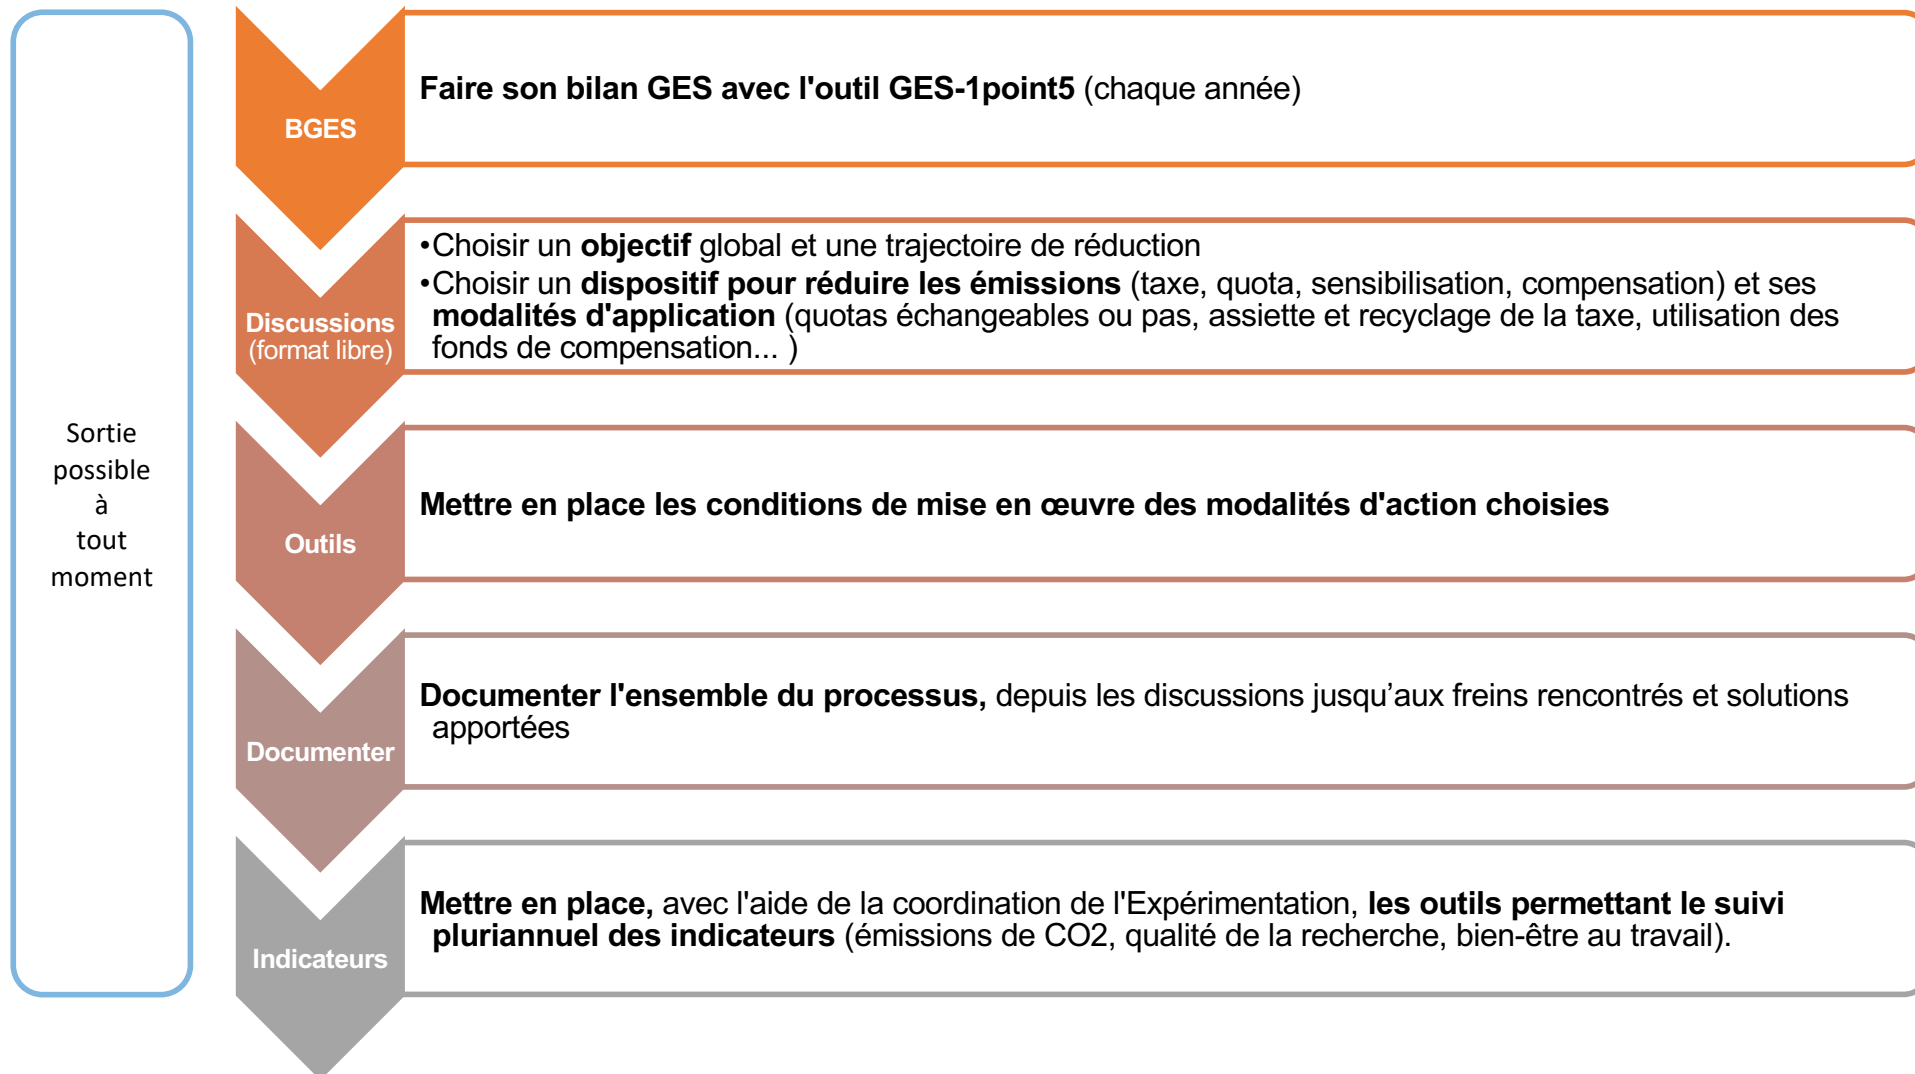 Sortie
possible
à
tout
moment
BGES
Faire son bilan GES avec l'outil GES-1point5 (chaque année)
Discussions
(format libre)
•Choisir un objectif global et une trajectoire de réduction
•Choisir un dispositif pour réduire les émissions (taxe, quota, sensibilisation, compensation) et ses
modalités d'application (quotas échangeables ou pas, assiette et recyclage de la taxe, utilisation des
fonds de compensation... )
Outils
Mettre en place les conditions de mise en œuvre des modalités d'action choisies
Documenter
Documenter l'ensemble du processus, depuis les discussions jusqu’aux freins rencontrés et solutions
apportées
Indicateurs
Mettre en place, avec l'aide de la coordination de l'Expérimentation, les outils permettant le suivi
pluriannuel des indicateurs (émissions de CO2, qualité de la recherche, bien-être au travail).